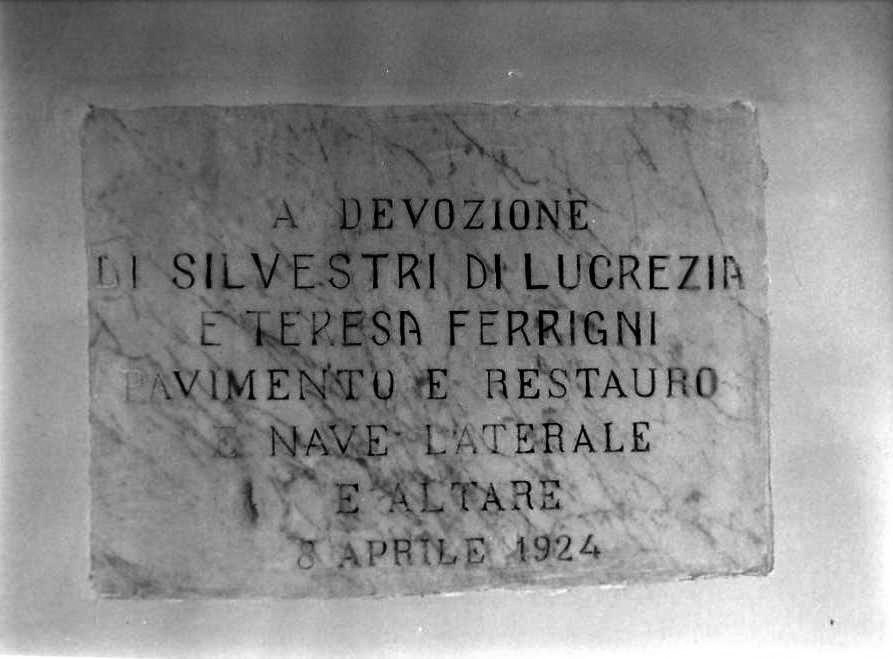 A DEVOZIONE
DI SILVESTRI DI LUCREZIA
E TERESA FERRIGNI
PAVIMENTO E RESTAURO
E NAVE LATERALE
E ALTARE
8 APRILE 1924